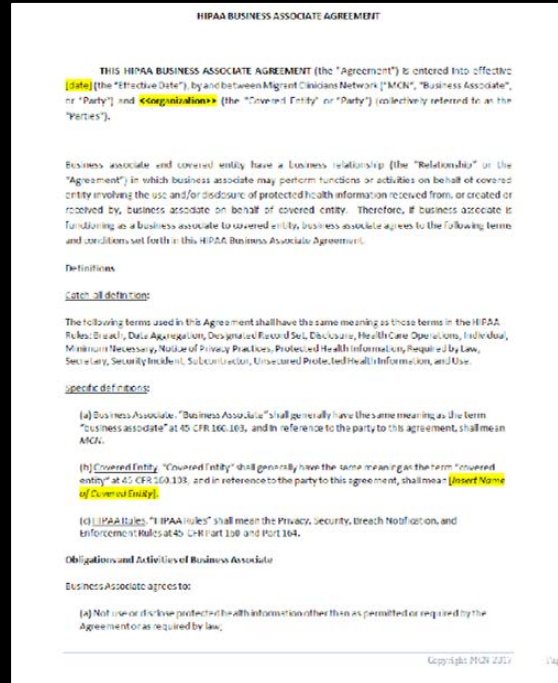 HIPAA BUSINESS ASSOCIATE AGREEMENT
THIS HIPAA BUSINESS ASSOCIATE AGREEMENT (the "Agreement") is entered into effective
[date] (the "Effective Date"), by and between Migrant Clinicians Network ("MCN", "Business Associate",
or "Party") and <<organization>> (the "Covered Entity" or "Party") (collectively referred to as the
"Parties").
Business associate and covered entity have a business relationship (the "Relationship" or the
"Agreement") in which business associate may perform functions or activities on behalf of covered
entity involving the use and/or disclosure of protected health information received from, or created or
received by, business associate on behalf of covered entity. Therefore, if business associate is
functioning as a business associate to covered entity, business associate agrees to the following terms
and conditions set forth in this HIPAA Business Associate Agreement.
Definitions
Catch-all definition:
The following terms used in this Agreement shall have the same meaning as those terms in the HIPAA
Rules: Breach, Data Aggregation, Designated Record Set, Disclosure, Health Care Operations, Individual,
Minimum Necessary, Notice of Privacy Practices, Protected Health Information, Required by Law,
Secretary, Security Incident, Subcontractor, Unsecured Protected Health Information, and Use.
Specific definitions:
(a) Business Associate. "Business Associate" shall generally have the same meaning as the term
"business associate" at 45 CFR 160.103, and in reference to the party to this agreement, shall mean
MCN.
(b) Covered Entity. "Covered Entity" shall generally have the same meaning as the term "covered
entity" at 45 CFR 160.103, and in reference to the party to this agreement, shall mean [Insert Name
of Covered Entity].
(c) HIPAA Rules. "HIPAA Rules" shall mean the Privacy, Security, Breach Notification, and
Enforcement Rules at 45 CFR Part 160 and Part 164.
Obligations and Activities of Business Associate
Business Associate agrees to:
(a) Not use or disclose protected health information other than as permitted or required by the
Agreement or as required by law;
Copyright MCN 2017